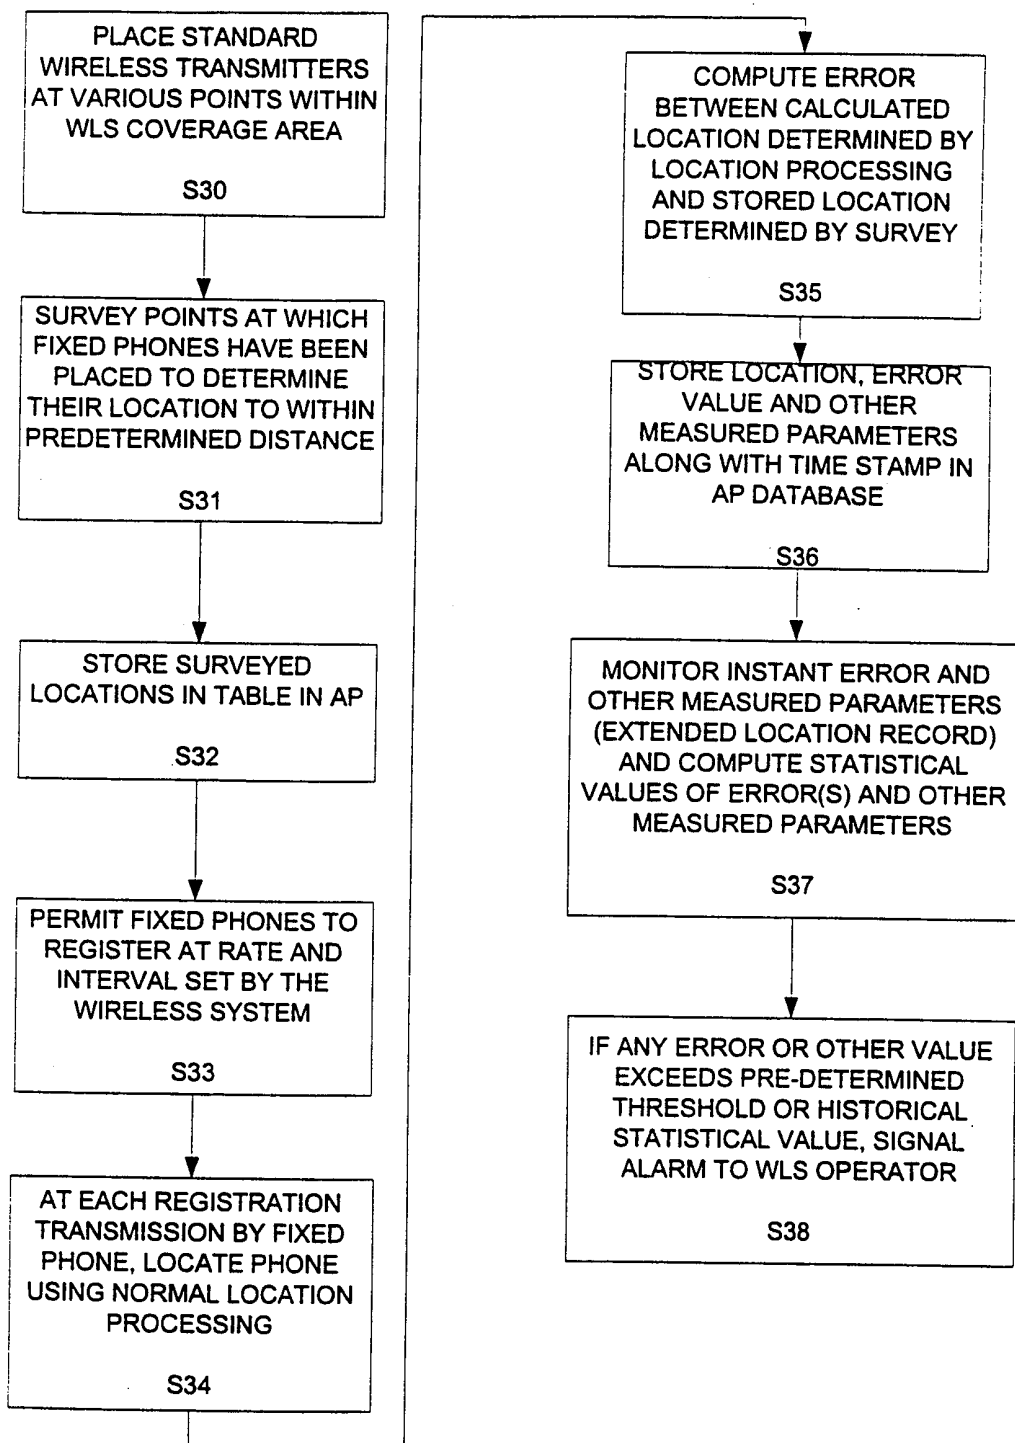 PLACE STANDARD
WIRELESS TRANSMITTERS
AT VARIOUS POINTS WITHIN
WLS COVERAGE AREA
S30
SURVEY POINTS AT WHICH
FIXED PHONES HAVE BEEN
PLACED TO DETERMINE
THEIR LOCATION TO WITHIN
PREDETERMINED DISTANCE
S31
STORE SURVEYED
LOCATIONS IN TABLE IN AP
S32
PERMIT FIXED PHONES TO
REGISTER AT RATE AND
INTERVAL SET BY THE
WIRELESS SYSTEM
S33
AT EACH REGISTRATION
TRANSMISSION BY FIXED
PHONE, LOCATE PHONE
USING NORMAL LOCATION
PROCESSING
S34
COMPUTE ERROR
BETWEEN CALCULATED
LOCATION DETERMINED BY
LOCATION PROCESSING
AND STORED LOCATION
DETERMINED BY SURVEY
S35
STORE LOCATION, ERROR
VALUE AND OTHER
MEASURED PARAMETERS
ALONG WITH TIME STAMP IN
AP DATABASE
S36
MONITOR INSTANT ERROR AND
OTHER MEASURED PARAMETERS
(EXTENDED LOCATION RECORD)
AND COMPUTE STATISTICAL
VALUES OF ERROR(S) AND OTHER
MEASURED PARAMETERS
S37
IF ANY ERROR OR OTHER VALUE
EXCEEDS PRE-DETERMINED
THRESHOLD OR HISTORICAL
STATISTICAL VALUE, SIGNAL
ALARM TO WLS OPERATOR
S38